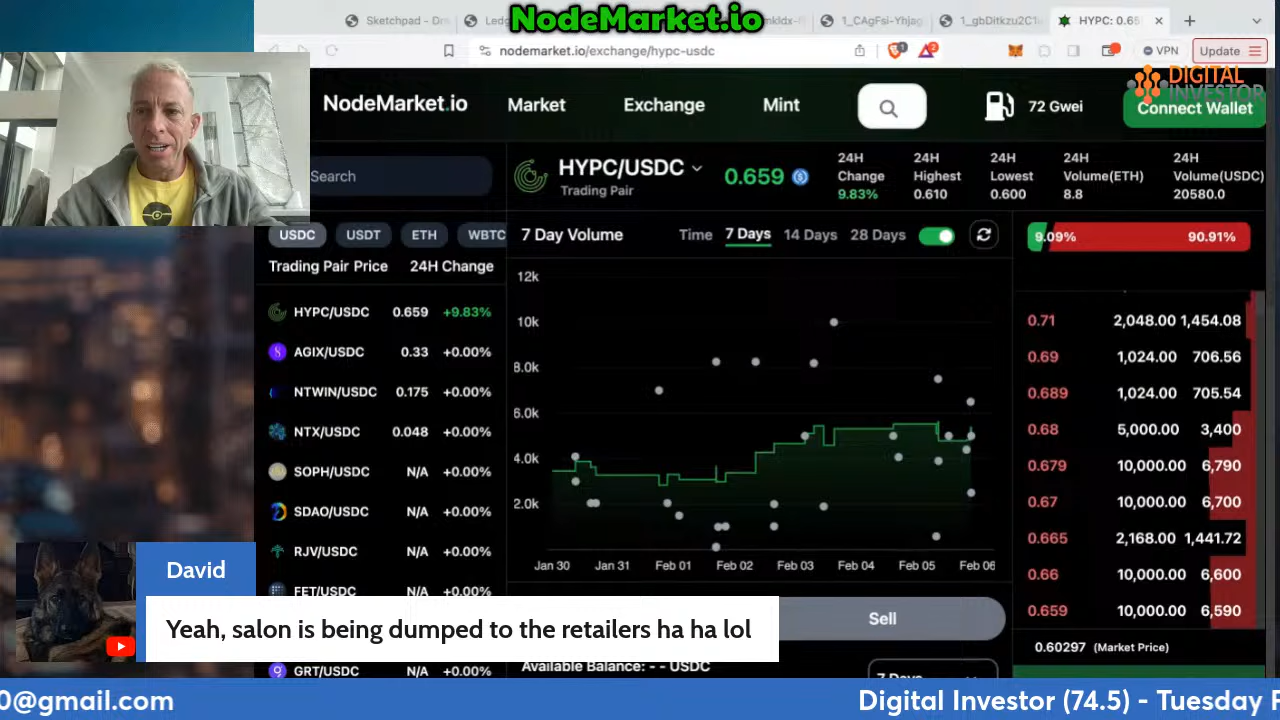 NodeMarket.io
Sketchpad - Dr
Ledg
1_CAgFsi-Yhjag
1_gbDitkzu2C1
HYPC: 0.65
nodemarket.io/exchange/hypc-usdc
VPN
Update
DIGITAL
INVESTOR
NodeMarket.io
Market
Exchange
Mint
72 Gwei
Connect Wallet
Search
HYPC/USDC
Trading Pair
0.659
24H Change 9.83%
24H Highest 0.610
24H Lowest 0.600
24H Volume(ETH) 8.8
24H Volume(USDC) 20580.0
USDC USDT ETH WBTC
7 Day Volume
Time 7 Days 14 Days 28 Days
9.09% 90.91%
Trading Pair Price 24H Change
HYPC/USDC 0.659 +9.83%
AGIX/USDC 0.33 +0.00%
NTWIN/USDC 0.175 +0.00%
NTX/USDC 0.048 +0.00%
SOPH/USDC N/A +0.00%
SDAO/USDC N/A +0.00%
RJV/USDC N/A +0.00%
FET/USDC N/A +0.00%
GRT/USDC N/A +0.00%
12k
10k
8.0k
6.0k
4.0k
2.0k
Jan 30 Jan 31 Feb 01 Feb 02 Feb 03 Feb 04 Feb 05 Feb 06
0.71 2,048.00 1,454.08
0.69 1,024.00 706.56
0.689 1,024.00 705.54
0.68 5,000.00 3,400
0.679 10,000.00 6,790
0.67 10,000.00 6,700
0.665 2,168.00 1,441.72
0.66 10,000.00 6,600
0.659 10,000.00 6,590
0.60297 (Market Price)
Sell
Available Balance: - - USDC
7 Days
David
Yeah, salon is being dumped to the retailers ha ha lol
0@gmail.com
Digital Investor (74.5) - Tuesday F